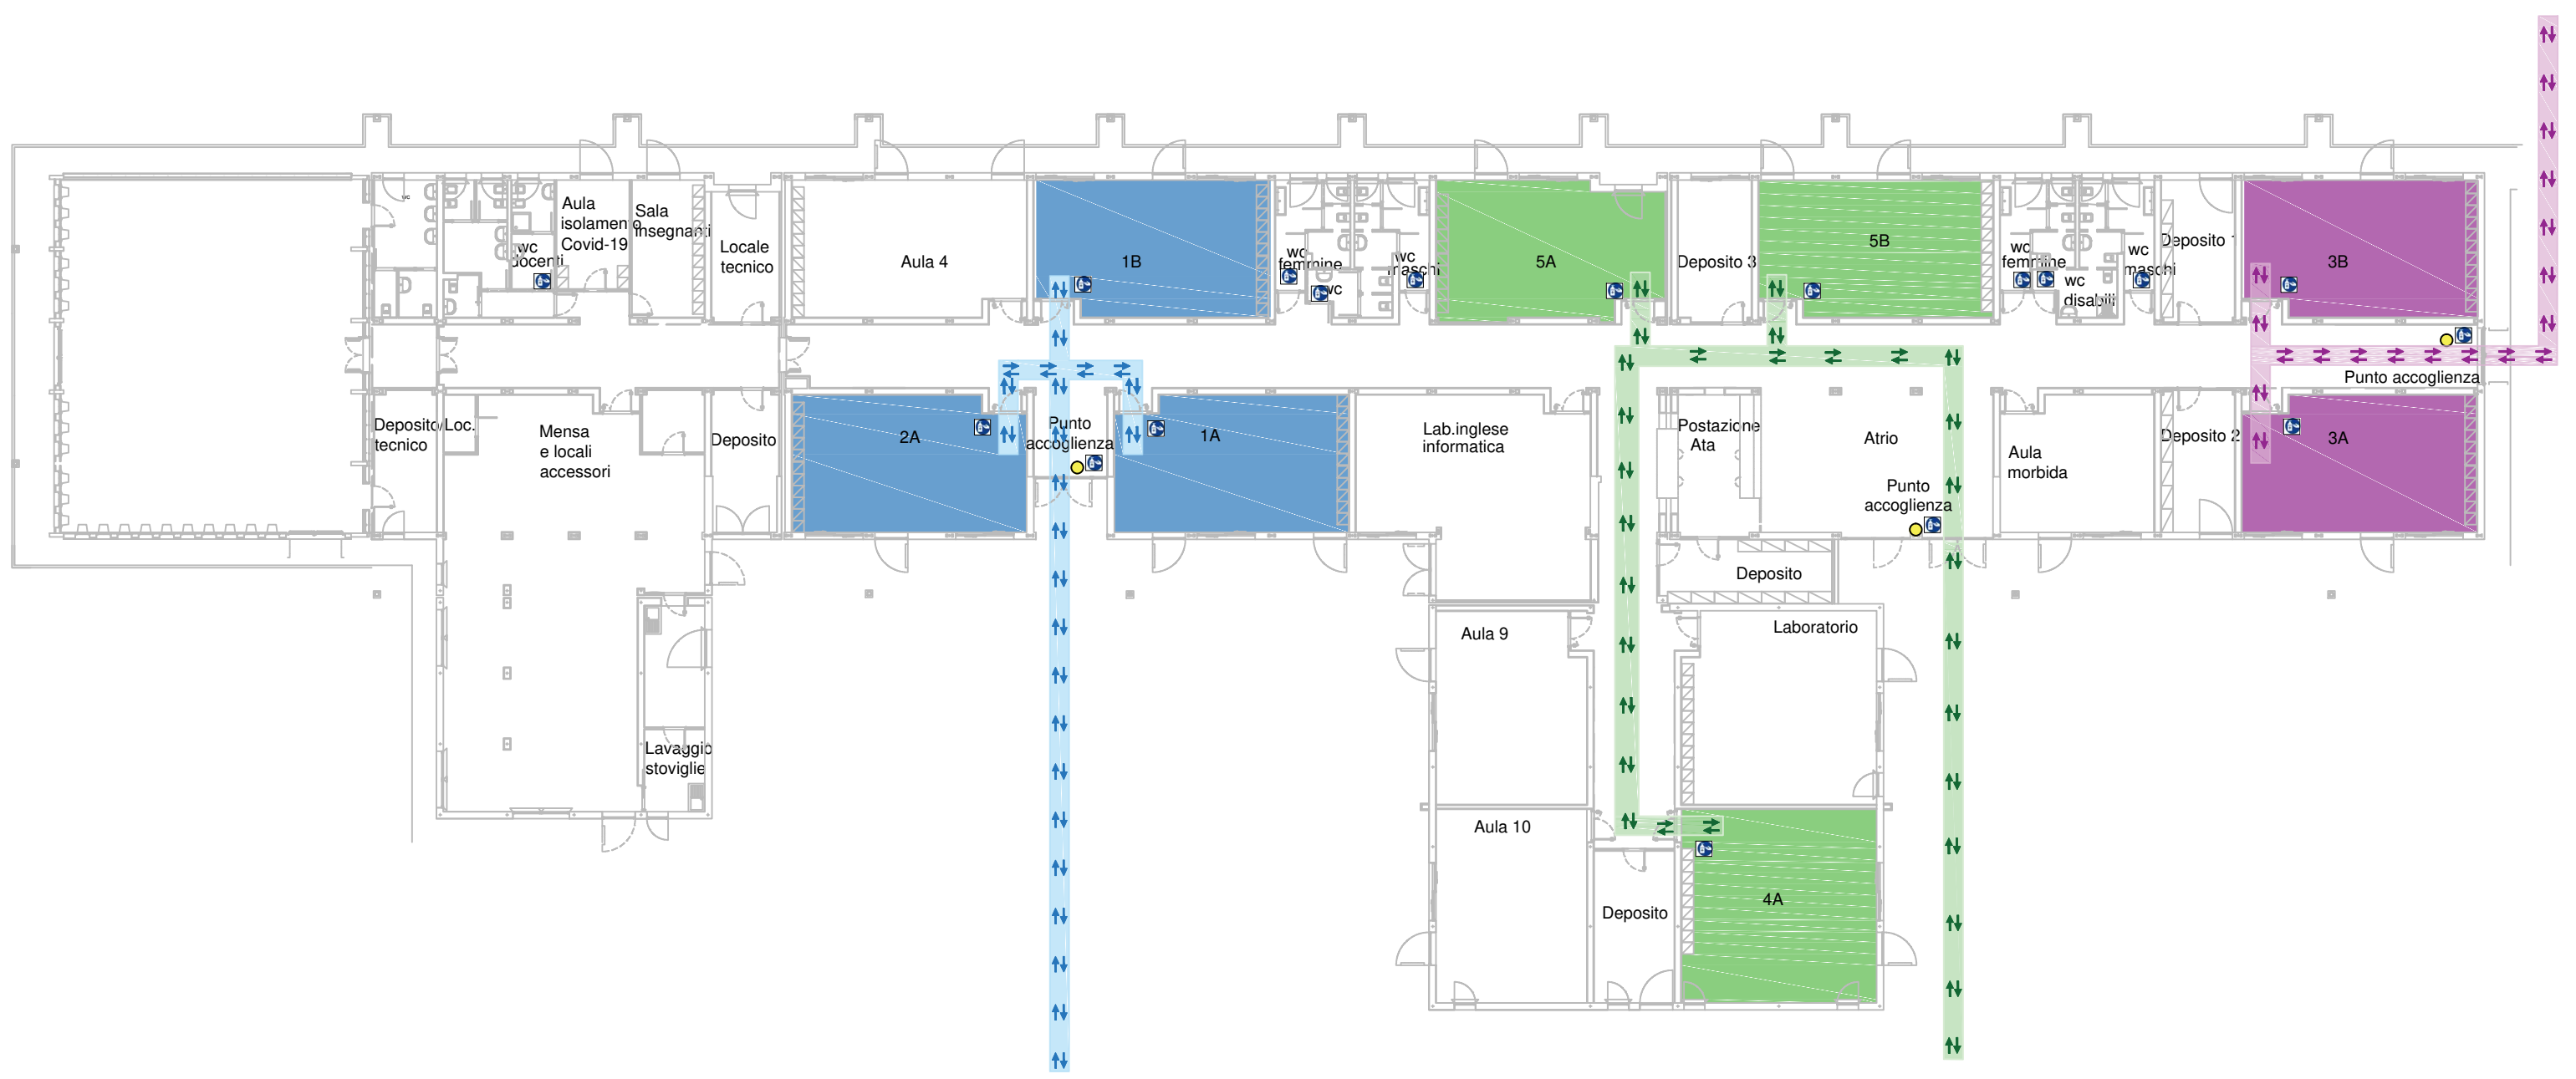 wc
wc
docenti
Aula
isolamento
Covid-19
Sala
insegnanti
Locale
tecnico
Aula 4
1B
wc
femmine
wc
wc
maschi
5A
Deposito 3
5B
wc
femmine
wc
disabili
wc
maschi
Deposito 1
3B
Punto accoglienza
Deposito/Loc.
tecnico
Mensa
e locali
accessori
Deposito
2A
Punto
accoglienza
1A
Lab.inglese
informatica
Postazione
Ata
Atrio
Punto
accoglienza
Aula
morbida
Deposito 2
3A
Deposito
Aula 9
Laboratorio
Lavaggio
stoviglie
Aula 10
Deposito
4A